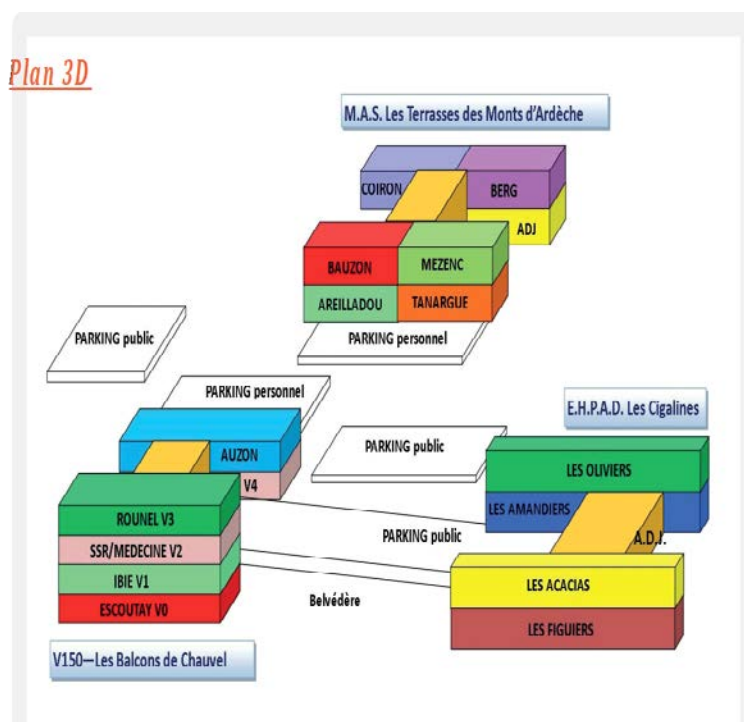 Plan 3D
M.A.S. Les Terrasses des Monts d'Ardèche
COIRON
BERG
ADJ
BAUZON
MEZENC
AREILLADOU
TANARGUE
PARKING public
PARKING personnel
PARKING personnel
E.H.P.A.D. Les Cigalines
AUZON
V4
PARKING public
LES OLIVIERS
LES AMANDIERS
ROUNEL V3
SSR/MEDECINE V2
IBIE V1
ESCOUTAY V0
PARKING public
A.D.J.
LES ACACIAS
Belvédère
LES FIGUIERS
V150—Les Balcons de Chauvel